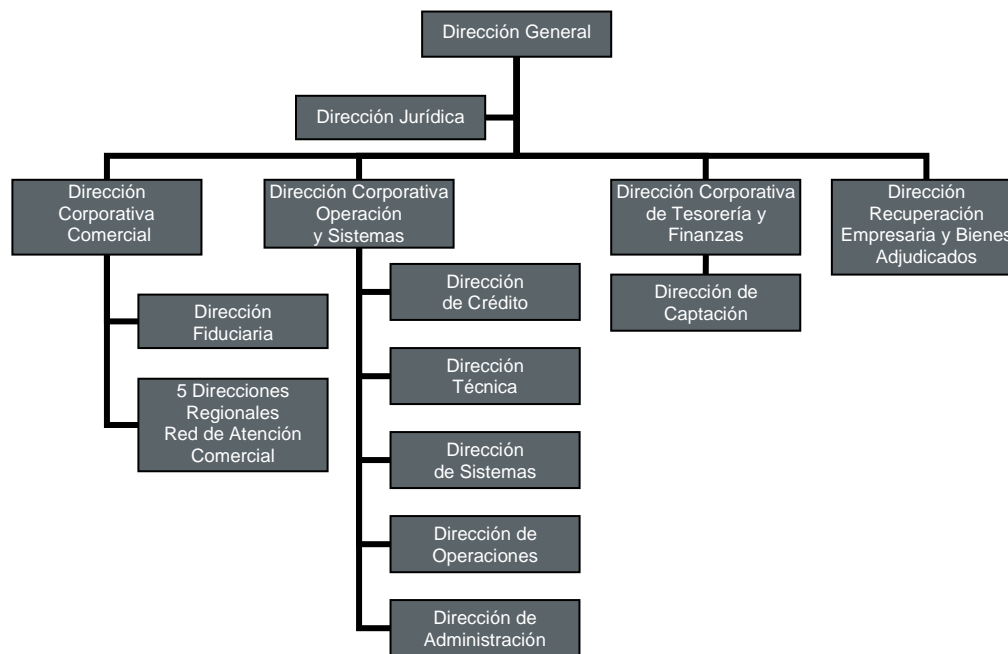 Dirección General
Dirección Jurídica
Dirección
Corporativa
Comercial
Dirección Corporativa
Operación
y Sistemas
Dirección Corporativa
de Tesorería y
Finanzas
Dirección
Recuperación
Empresaria y Bienes
Adjudicados
Dirección
Fiduciaria
5 Direcciones
Regionales
Red de Atención
Comercial
Dirección
de Crédito
Dirección
Técnica
Dirección
de Sistemas
Dirección de
Operaciones
Dirección de
Administración
Dirección de
Captación